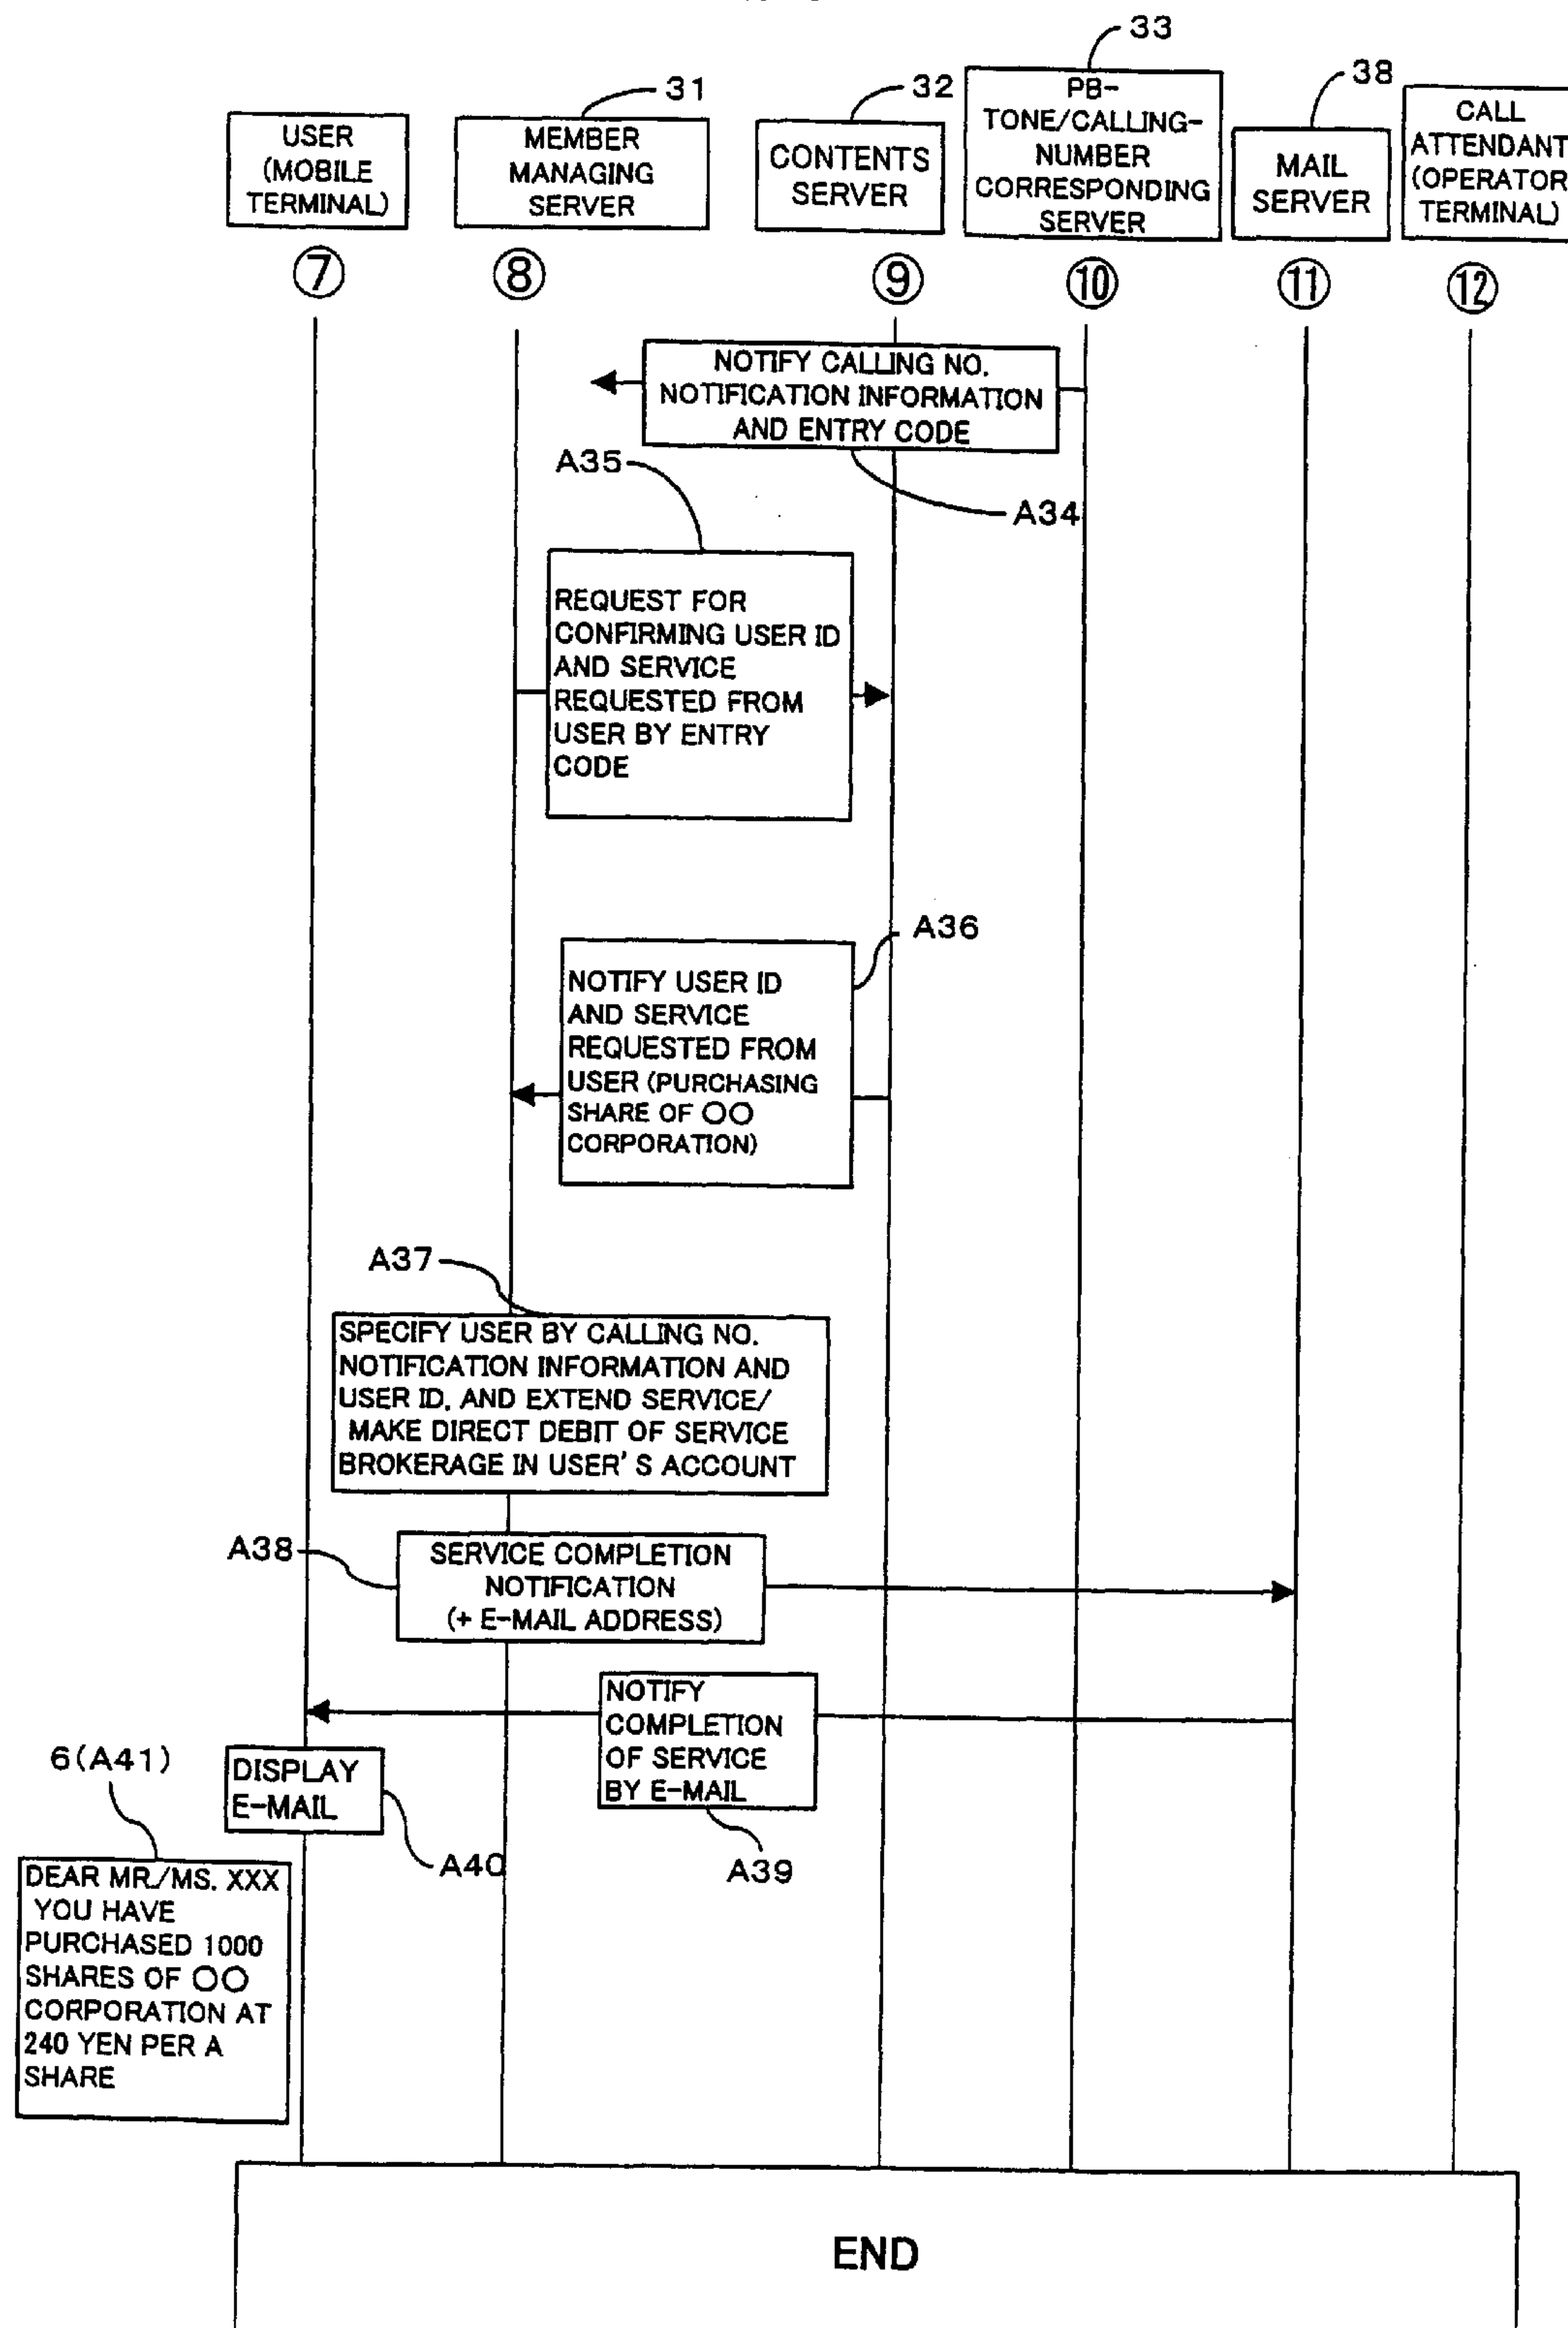 33
31
32
38
USER
(MOBILE
TERMINAL)
MEMBER
MANAGING
SERVER
CONTENTS
SERVER
PB-
TONE/CALLING-
NUMBER
CORRESPONDING
SERVER
MAIL
SERVER
CALL
ATTENDANT
(OPERATOR
TERMINAL)
⑦
⑧
⑨
⑩
⑪
⑫
NOTIFY CALLING NO.
NOTIFICATION INFORMATION
AND ENTRY CODE
A34
A35
REQUEST FOR
CONFIRMING USER ID
AND SERVICE
REQUESTED FROM
USER BY ENTRY
CODE
A36
NOTIFY USER ID
AND SERVICE
REQUESTED FROM
USER (PURCHASING
SHARE OF ○○
CORPORATION)
A37
SPECIFY USER BY CALLING NO.
NOTIFICATION INFORMATION AND
USER ID, AND EXTEND SERVICE/
MAKE DIRECT DEBIT OF SERVICE
BROKERAGE IN USER'S ACCOUNT
A38
SERVICE COMPLETION
NOTIFICATION
(+ E-MAIL ADDRESS)
NOTIFY
COMPLETION
OF SERVICE
BY E-MAIL
A39
DISPLAY
E-MAIL
A40
6(A41)
DEAR MR./MS. XXX
YOU HAVE
PURCHASED 1000
SHARES OF ○○
CORPORATION AT
240 YEN PER A
SHARE
END